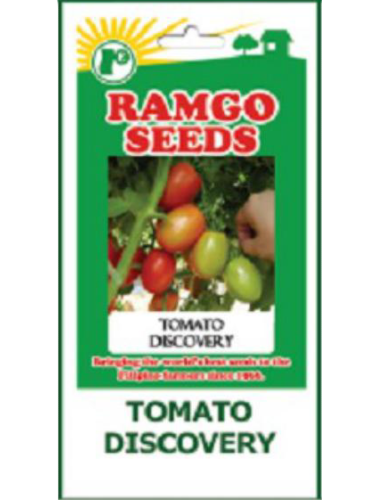 RAMGO
SEEDS
TOMATO
DISCOVERY
Bringing the world's best seeds to the
Filipino farmers since
TOMATO
DISCOVERY